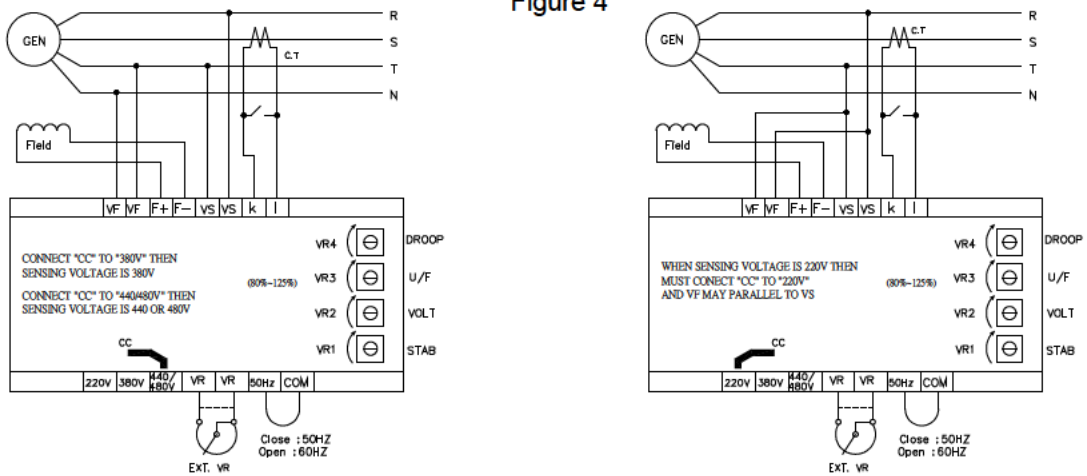 Figure 4
GEN
R
S
T
N
C.T
Field
VF VF F+ F- VS VS k l
CONNECT "CC" TO "380V" THEN
SENSING VOLTAGE IS 380V
CONNECT "CC" TO "440/480V" THEN
SENSING VOLTAGE IS 440 OR 480V
(80%~125%)
VR4 DROOP
VR3 U/F
VR2 VOLT
VR1 STAB
CC
220V 380V 440/480V VR VR 50Hz COM
Close :50HZ
Open :60HZ
EXT. VR
GEN
R
S
T
N
C.T
Field
VF VF F+ F- VS VS k l
WHEN SENSING VOLTAGE IS 220V THEN
MUST CONECT "CC" TO "220V"
AND VF MAY PARALLEL TO VS
(80%~125%)
VR4 DROOP
VR3 U/F
VR2 VOLT
VR1 STAB
CC
220V 380V 440/480V VR VR 50Hz COM
Close :50HZ
Open :60HZ
EXT. VR